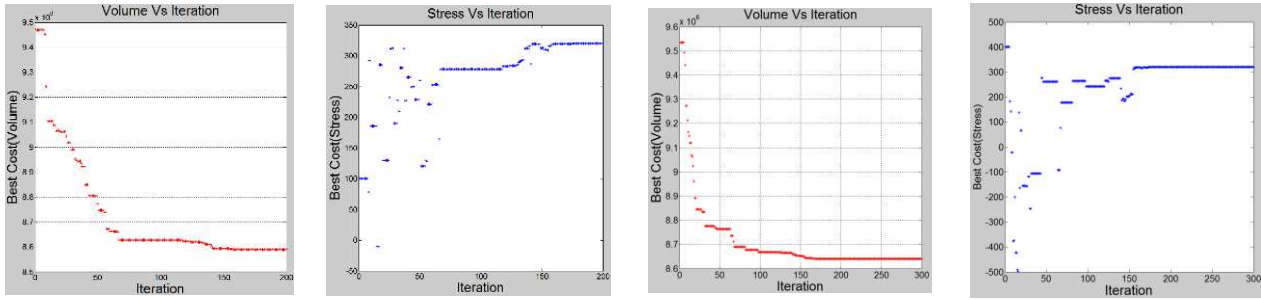 Volume Vs Iteration
9.5 x 10
9.4
9.3
9.2
9.1
9
8.9
8.8
8.7
8.6
8.5
0 50 100 150 200
Best Cost(Volume)
Iteration
Stress Vs Iteration
350
300
250
200
150
100
50
0
-50
0 50 100 150 200
Best Cost(Stress)
Iteration
Volume Vs Iteration
9.6 x 10^6
9.5
9.4
9.3
9.2
9.1
9
8.9
8.8
8.7
8.6
0 50 100 150 200 250 300
Best Cost(Volume)
Iteration
Stress Vs Iteration
500
400
300
200
100
0
-100
-200
-300
-400
-500
0 50 100 150 200 250 300
Best Cost(Stress)
Iteration